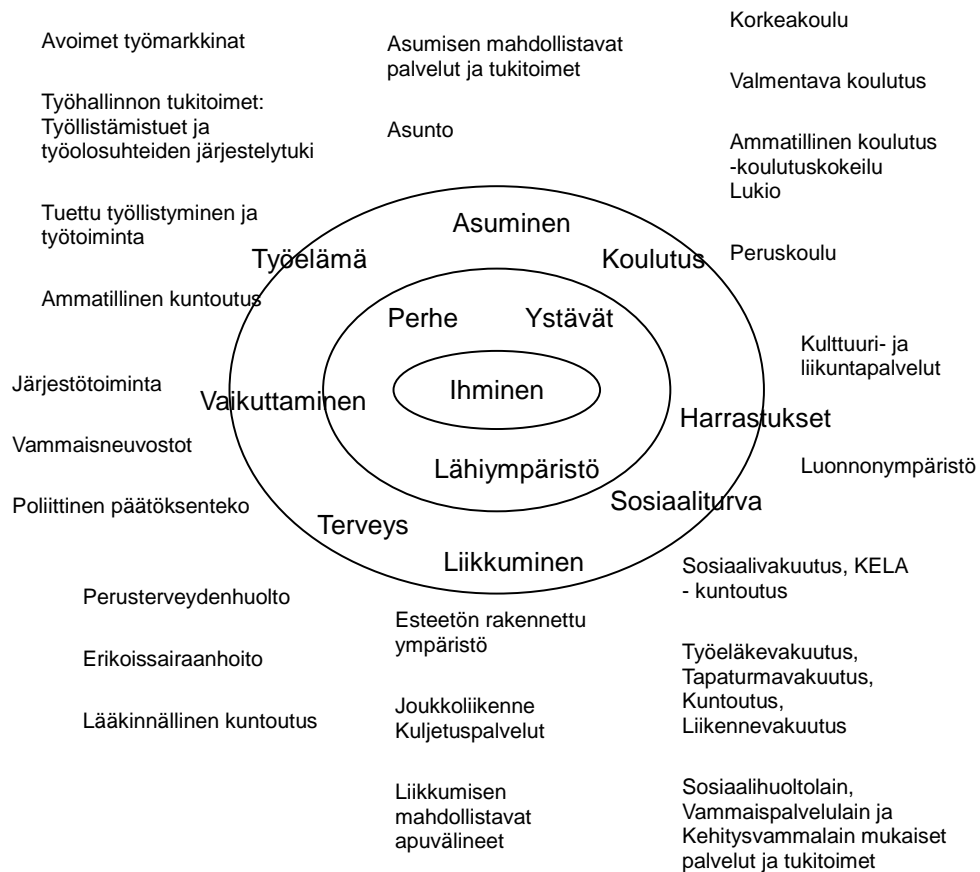 Avoimet työmarkkinat
Työhallinnon tukitoimet:
Työllistämistuet ja
työolosuhteiden järjestelytuki
Tuettu työllistyminen ja
työtoiminta
Ammatillinen kuntoutus
Asumisen mahdollistavat
palvelut ja tukitoimet
Asunto
Korkeakoulu
Valmentava koulutus
Ammatillinen koulutus
-koulutuskokeilu
Lukio
Peruskoulu
Asuminen
Työelämä
Koulutus
Perhe
Ystävät
Ihminen
Vaikuttaminen
Harrastukset
Lähiympäristö
Sosiaaliturva
Terveys
Liikkuminen
Järjestötoiminta
Vammaisneuvostot
Poliittinen päätöksenteko
Kulttuuri- ja
liikuntapalvelut
Luonnonympäristö
Perusterveydenhuolto
Erikoissairaanhoito
Lääkinnällinen kuntoutus
Esteetön rakennettu
ympäristö
Joukkoliikenne
Kuljetuspalvelut
Liikkumisen
mahdollistavat
apuvälineet
Sosiaalivakuutus, KELA
- kuntoutus
Työeläkevakuutus,
Tapaturmavakuutus,
Kuntoutus,
Liikennevakuutus
Sosiaalihuoltolain,
Vammaispalvelulain ja
Kehitysvammalain mukaiset
palvelut ja tukitoimet